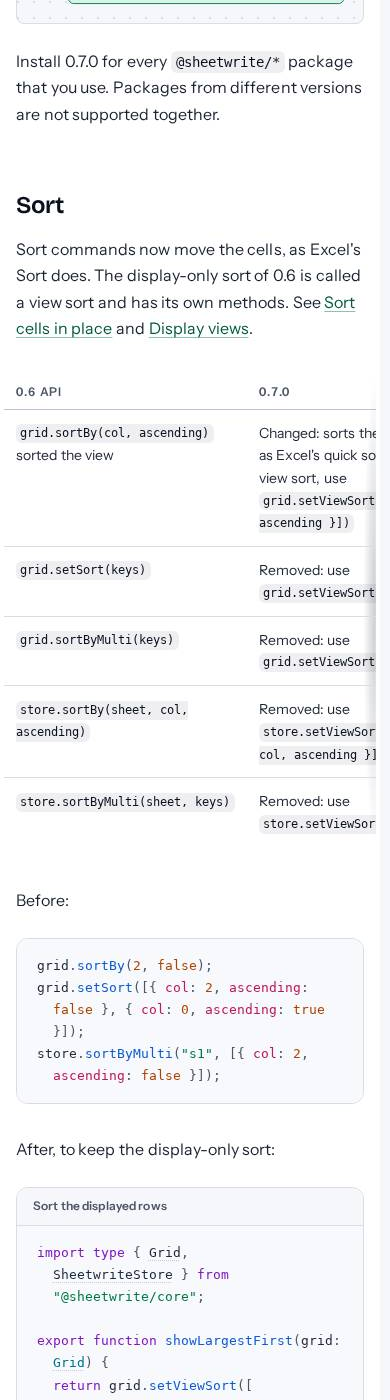 Install 0.7.0 for every @sheetwrite/* package
that you use. Packages from different versions
are not supported together.
Sort
Sort commands now move the cells, as Excel's
Sort does. The display-only sort of 0.6 is called
a view sort and has its own methods. See Sort
cells in place and Display views.
0.6 API
0.7.0
grid.sortBy(col, ascending)
sorted the view
Changed: sorts the
as Excel's quick so
view sort, use
grid.setViewSort
ascending }])
grid.setSort(keys)
Removed: use
grid.setViewSort
grid.sortByMulti(keys)
Removed: use
grid.setViewSort
store.sortBy(sheet, col,
ascending)
Removed: use
store.setViewSor
col, ascending }]
store.sortByMulti(sheet, keys)
Removed: use
store.setViewSor
Before:
grid.sortBy(2, false);
grid.setSort([{ col: 2, ascending:
false }, { col: 0, ascending: true
}]);
store.sortByMulti("s1", [{ col: 2,
ascending: false }]);
After, to keep the display-only sort:
Sort the displayed rows
import type { Grid,
SheetwriteStore } from
"@sheetwrite/core";
export function showLargestFirst(grid:
Grid) {
return grid.setViewSort([